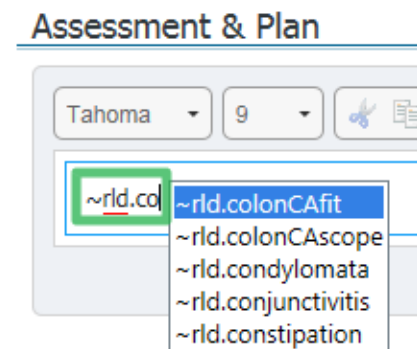 Assessment & Plan
Tahoma 9
~rld.co
~rld.colonCAfit
~rld.colonCAscope
~rld.condylomata
~rld.conjunctivitis
~rld.constipation